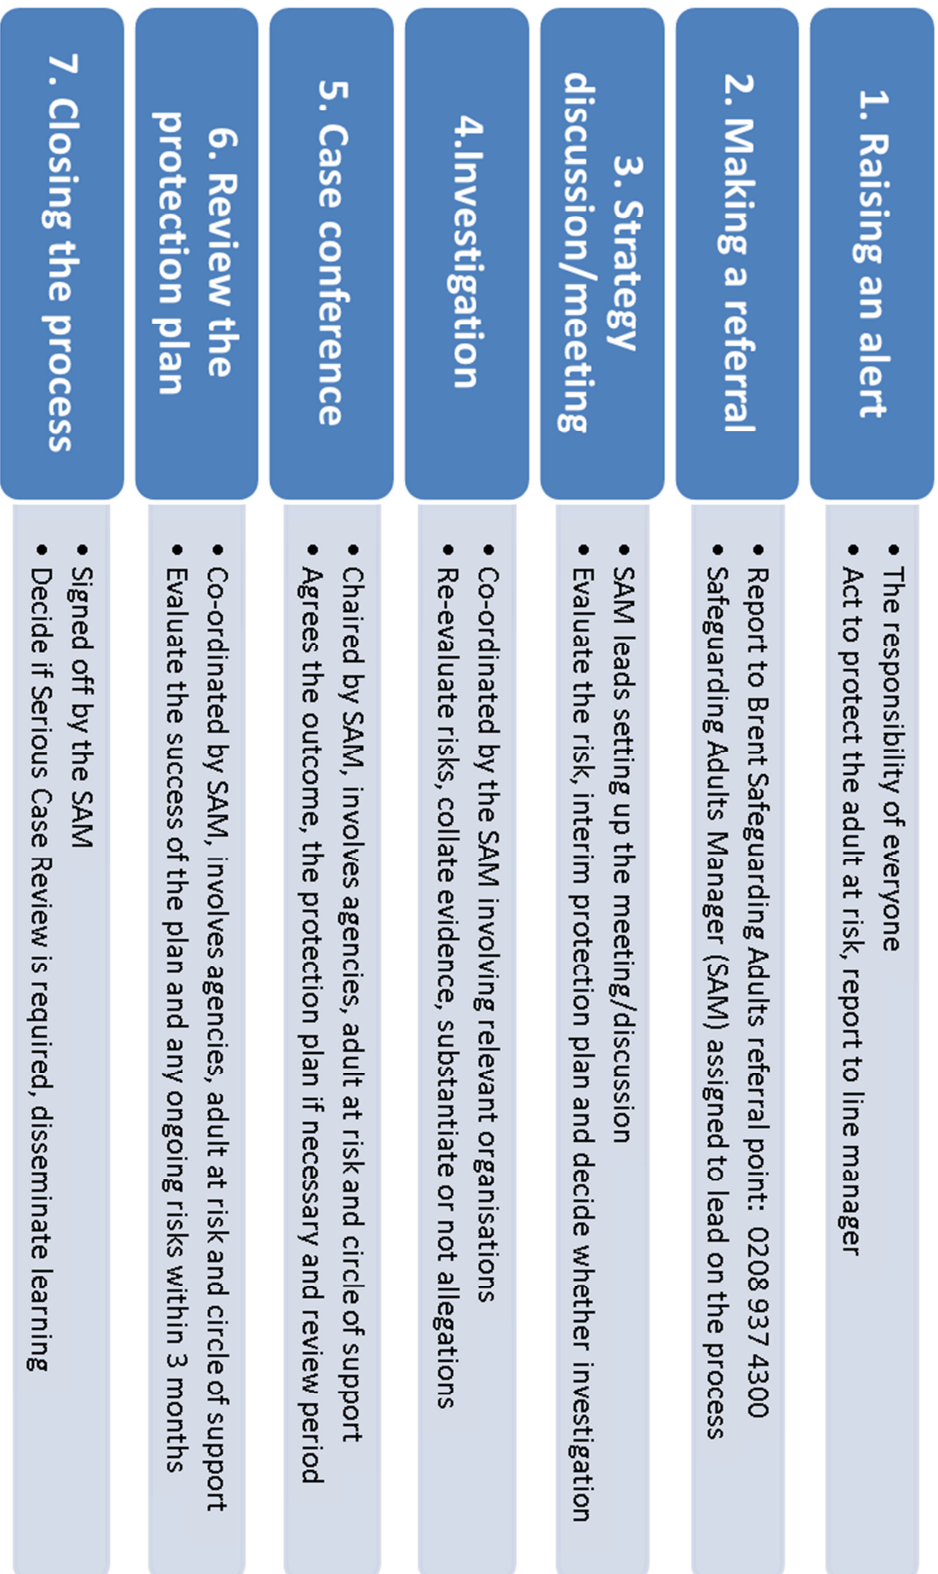 1. Raising an alert
• The responsibility of everyone
• Act to protect the adult at risk, report to line manager
2. Making a referral
• Report to Brent Safeguarding Adults referral point: 0208 937 4300
• Safeguarding Adults Manager (SAM) assigned to lead on the process
3. Strategy
discussion/meeting
• SAM leads setting up the meeting/discussion
• Evaluate the risk, interim protection plan and decide whether investigation
4.Investigation
• Co-ordinated by the SAM involving relevant organisations
• Re-evaluate risks, collate evidence, substantiate or not allegations
5. Case conference
• Chaired by SAM, involves agencies, adult at risk and circle of support
• Agrees the outcome, the protection plan if necessary and review period
6. Review the
protection plan
• Co-ordinated by SAM, involves agencies, adult at risk and circle of support
• Evaluate the success of the plan and any ongoing risks within 3 months
7. Closing the process
• Signed off by the SAM
• Decide if Serious Case Review is required, disseminate learning